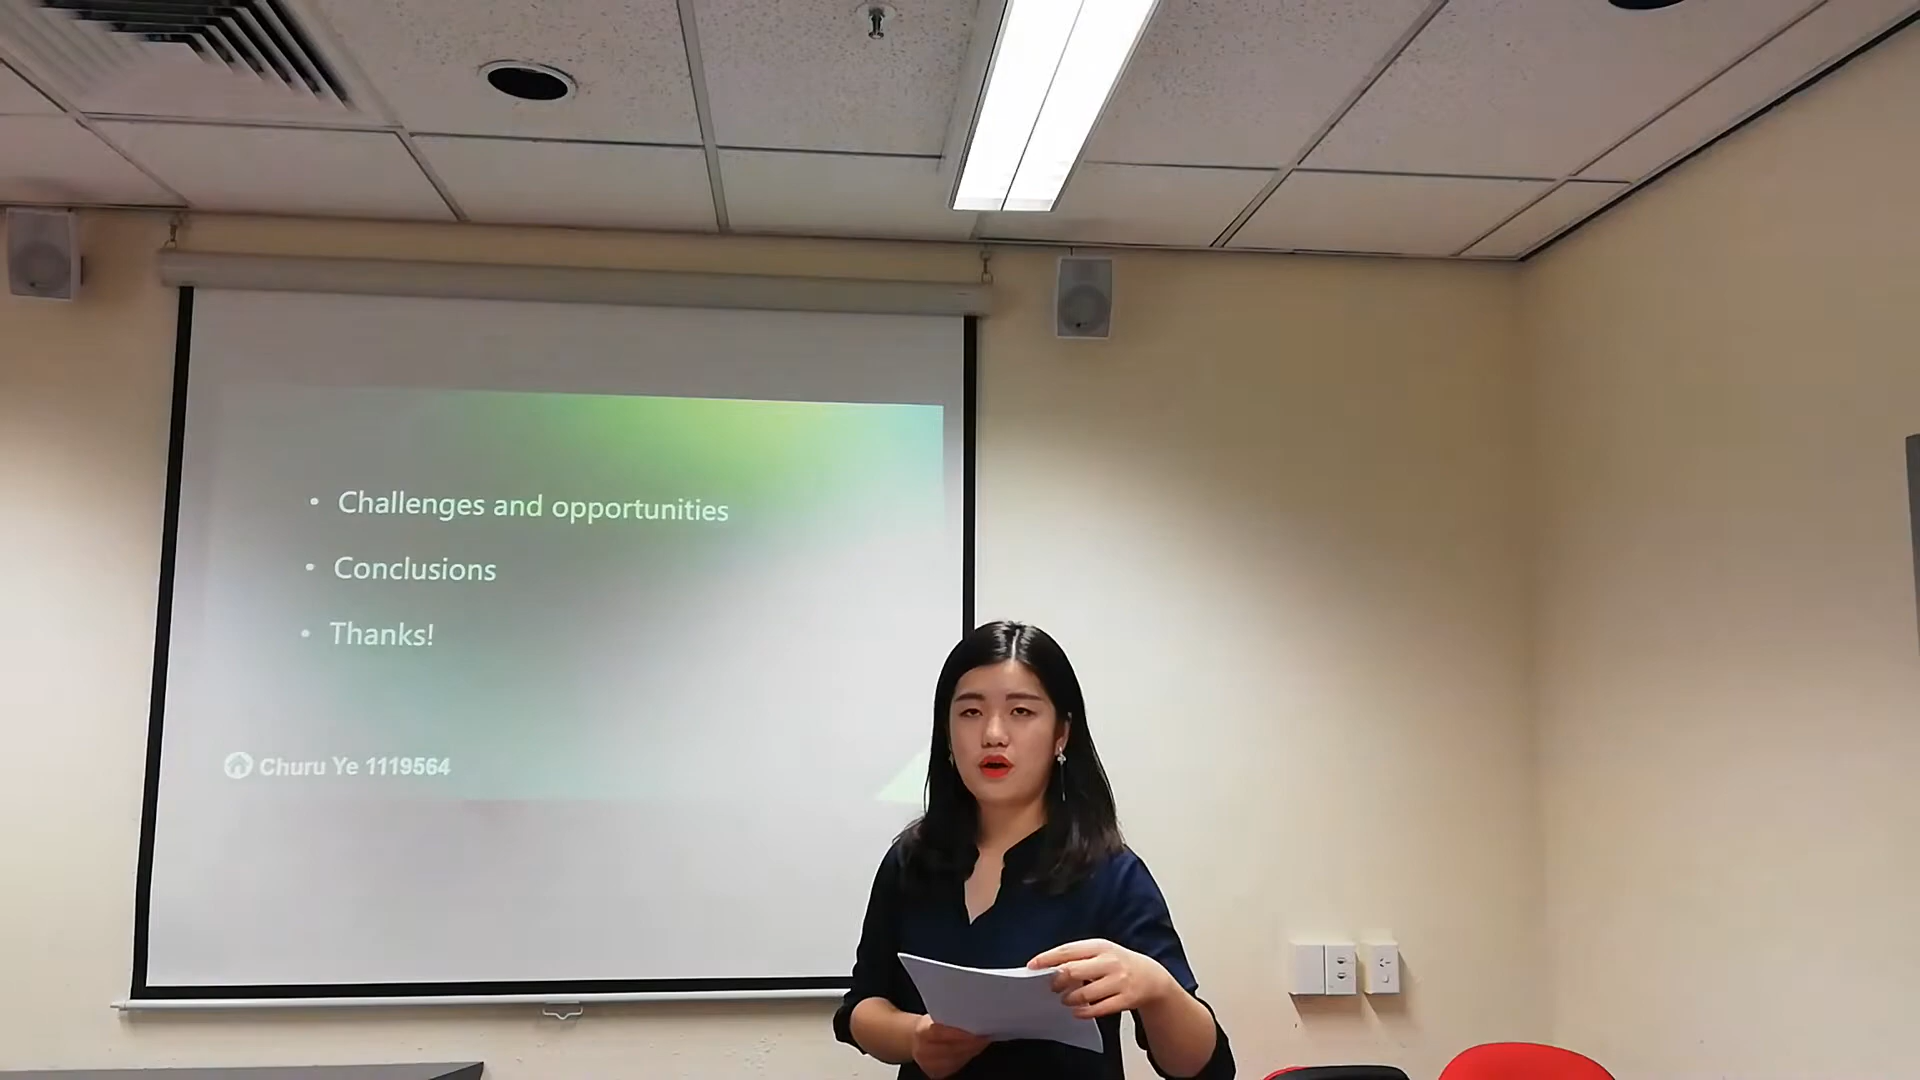 • Challenges and opportunities
• Conclusions
• Thanks!
Churu Ye 1119564